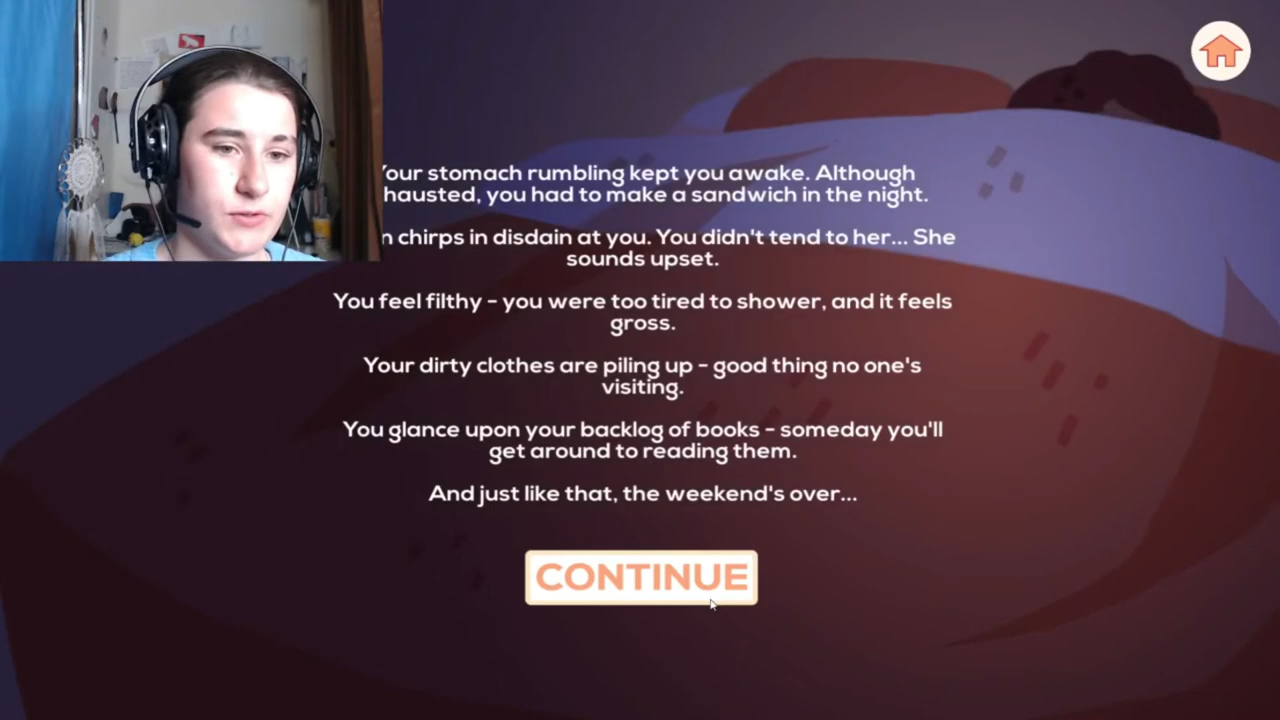 Your stomach rumbling kept you awake. Although
hausted, you had to make a sandwich in the night.
n chirps in disdain at you. You didn't tend to her... She
sounds upset.
You feel filthy - you were too tired to shower, and it feels
gross.
Your dirty clothes are piling up - good thing no one's
visiting.
You glance upon your backlog of books - someday you'll
get around to reading them.
And just like that, the weekend's over...
CONTINUE